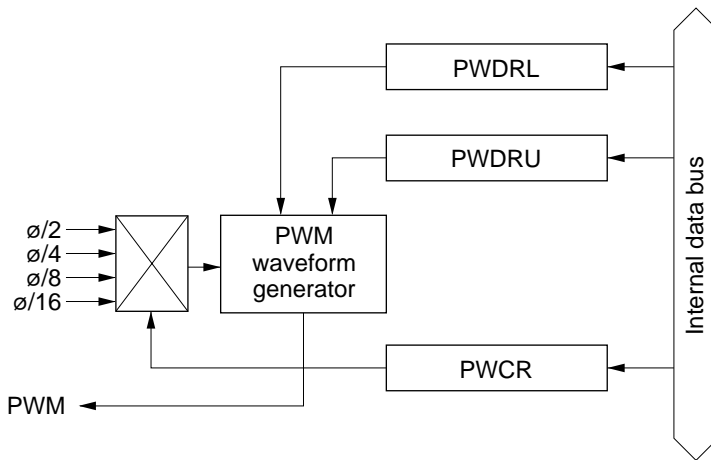 PWDRL
PWDRU
ø/2
ø/4
ø/8
ø/16
PWM
waveform
generator
Internal data bus
PWCR
PWM